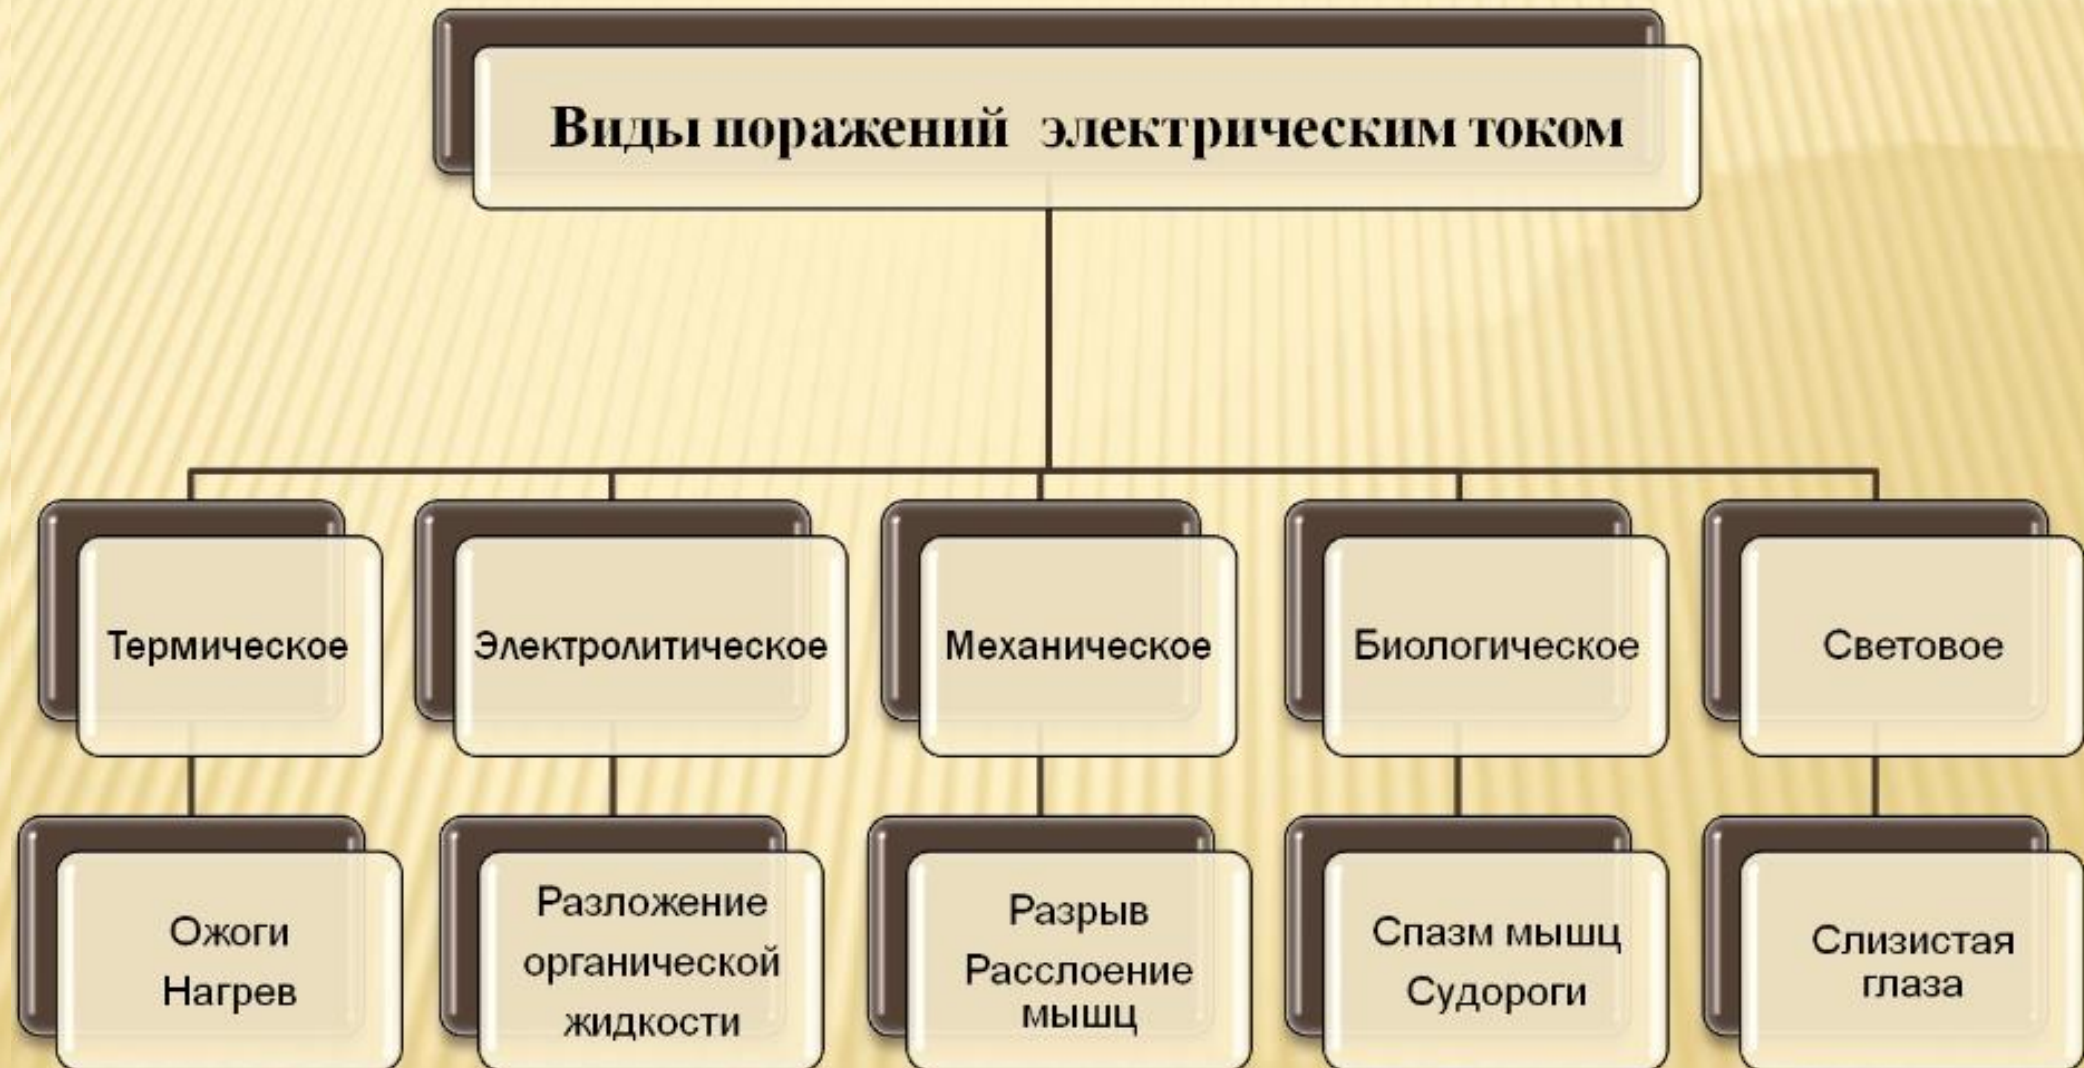 Виды поражений электрическим током
Термическое
Электролитическое
Механическое
Биологическое
Световое
Ожоги
Нагрев
Разложение
органической
жидкости
Разрыв
Расслоение
мышц
Спазм мышц
Судороги
Слизистая
глаза